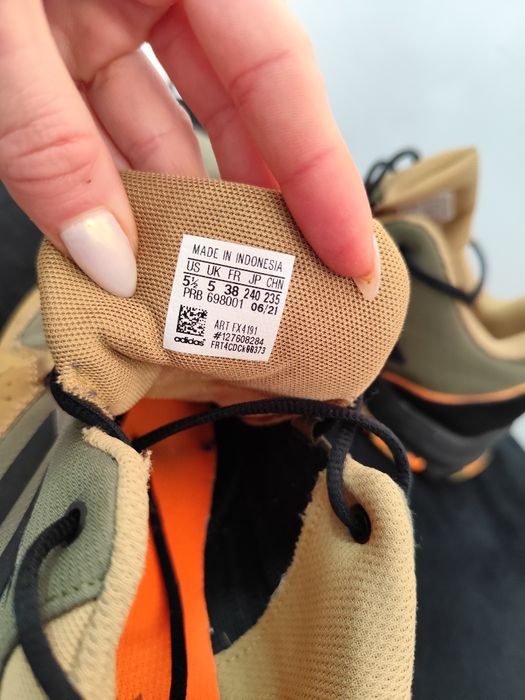 MADE IN INDONESIA
US UK FR JP CHN
5½ 5 38 240 235
PRB 698001 06/21
ART FX4191
#127608284
adidas FRT4CDCk00373